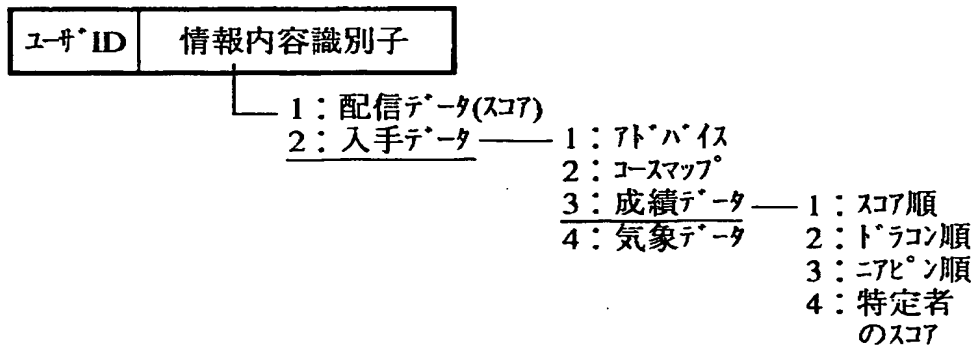 ﾕｰｻﾞID 情報内容識別子
1：配信ﾃﾞｰﾀ(ｽｺｱ)
2：入手ﾃﾞｰﾀ 1：ｱﾄﾞﾊﾞｲｽ
2：ｺｰｽﾏｯﾌﾟ
3：成績ﾃﾞｰﾀ 1：ｽｺｱ順
4：気象ﾃﾞｰﾀ 2：ﾄﾞﾗｺﾝ順
3：ﾆｱﾋﾟﾝ順
4：特定者
のｽｺｱ